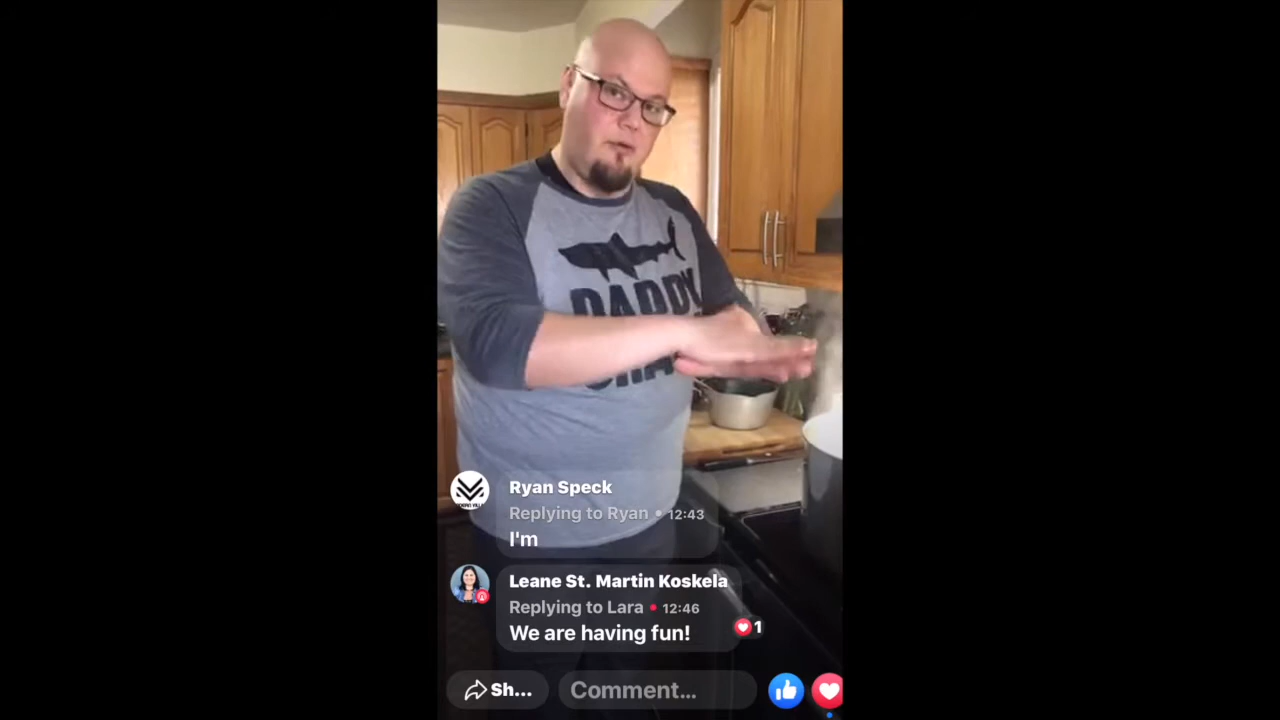 DADDY
Ryan Speck
Replying to Ryan • 12:43
I'm
Leane St. Martin Koskela
Replying to Lara • 12:46
We are having fun!
1
Sh...
Comment...